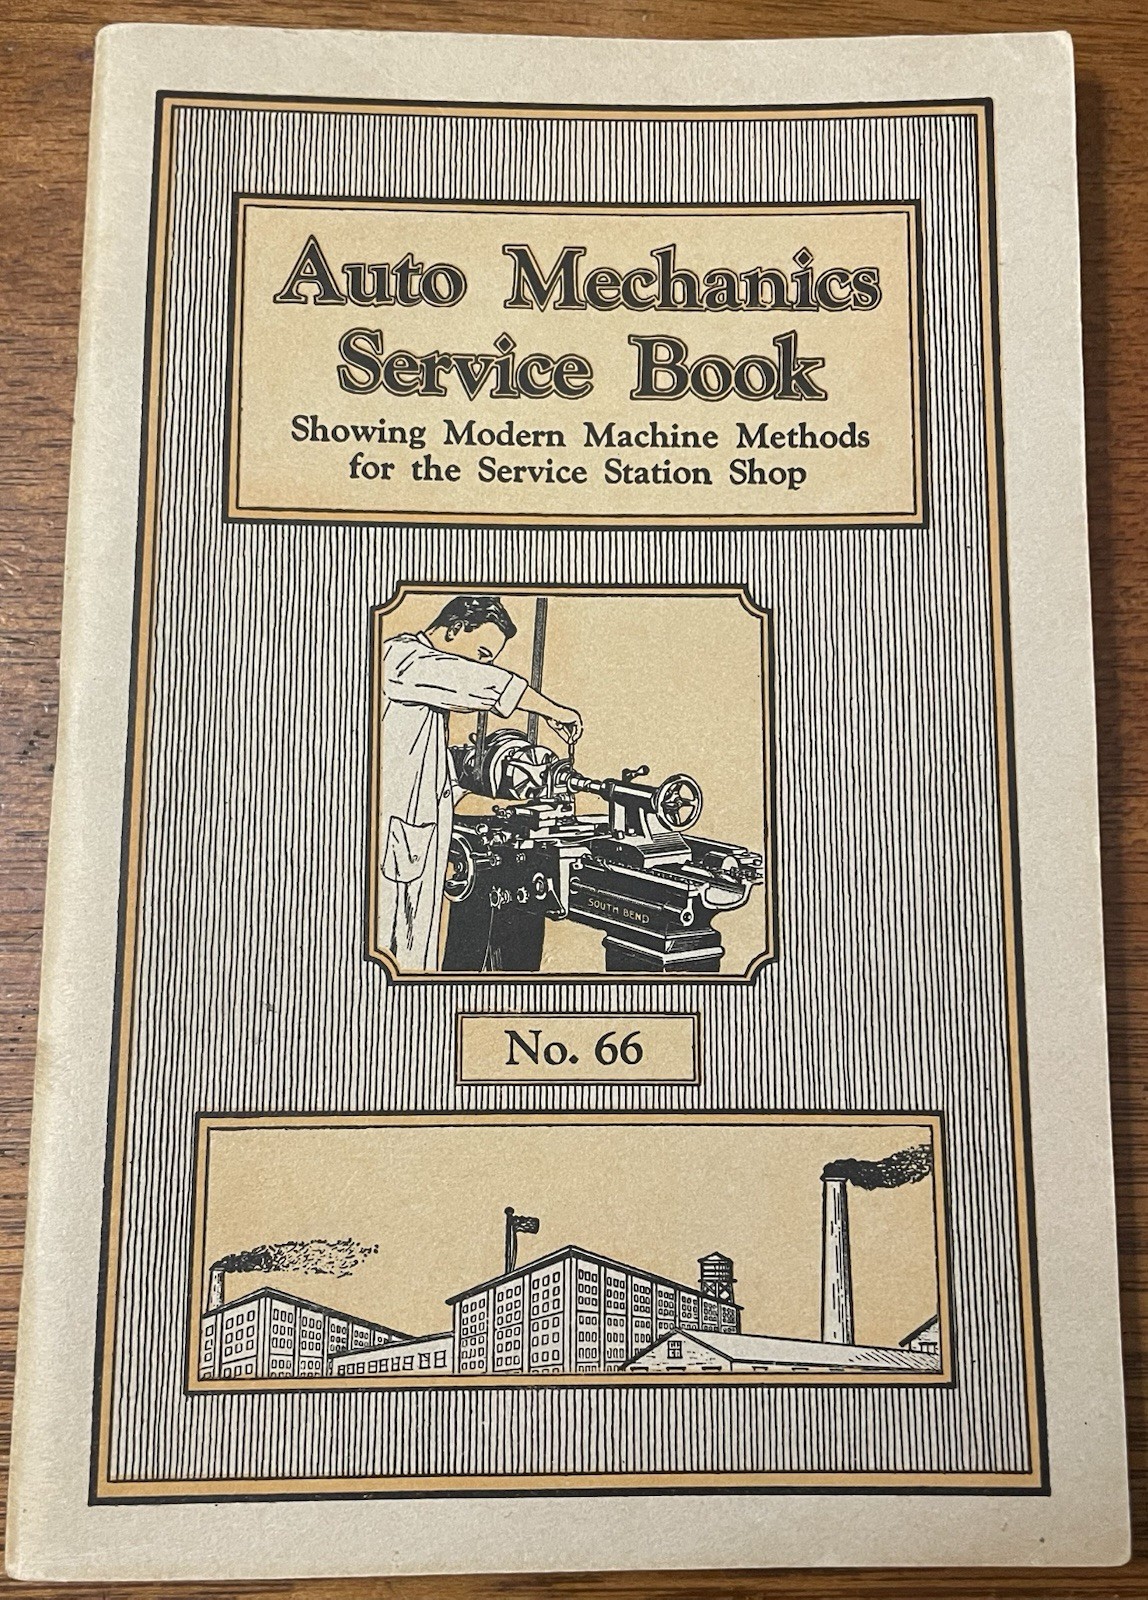 Auto Mechanics
Service Book
Showing Modern Machine Methods
for the Service Station Shop
SOUTH BEND
No. 66